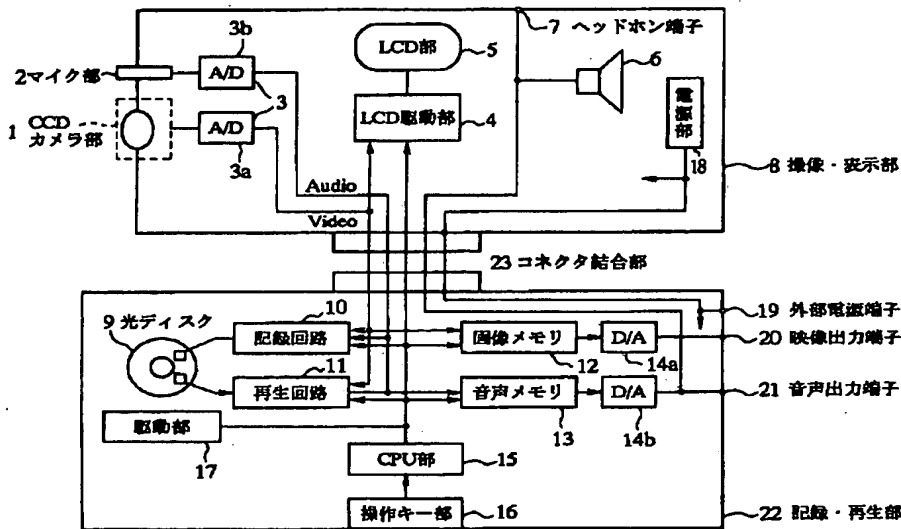 3b
A/D
3
3
A/D
3a
2マイク部
1 CCD
カメラ部
LCD部
5
LCD駆動部
4
7 ヘッドホン端子
6
電源部
18
8 撮像・表示部
Audio
Video
23 コネクタ結合部
9 光ディスク
10
記録回路
11
再生回路
駆動部
17
画像メモリ
12
D/A
14a
音声メモリ
13
D/A
14b
CPU部
15
操作キー部
16
19 外部電源端子
20 映像出力端子
21 音声出力端子
22 記録・再生部